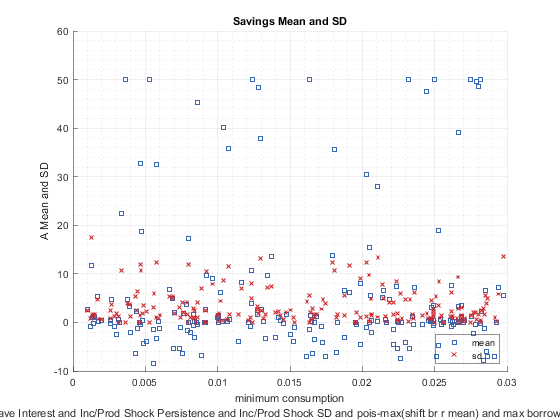 Savings Mean and SD
60
50
40
30
20
10
0
-10
A Mean and SD
0
0.005
0.01
0.015
0.02
0.025
0.03
minimum consumption
mean
sd
ave Interest and Inc/Prod Shock Persistence and Inc/Prod Shock SD and pois-max(shift br r mean) and max borrow